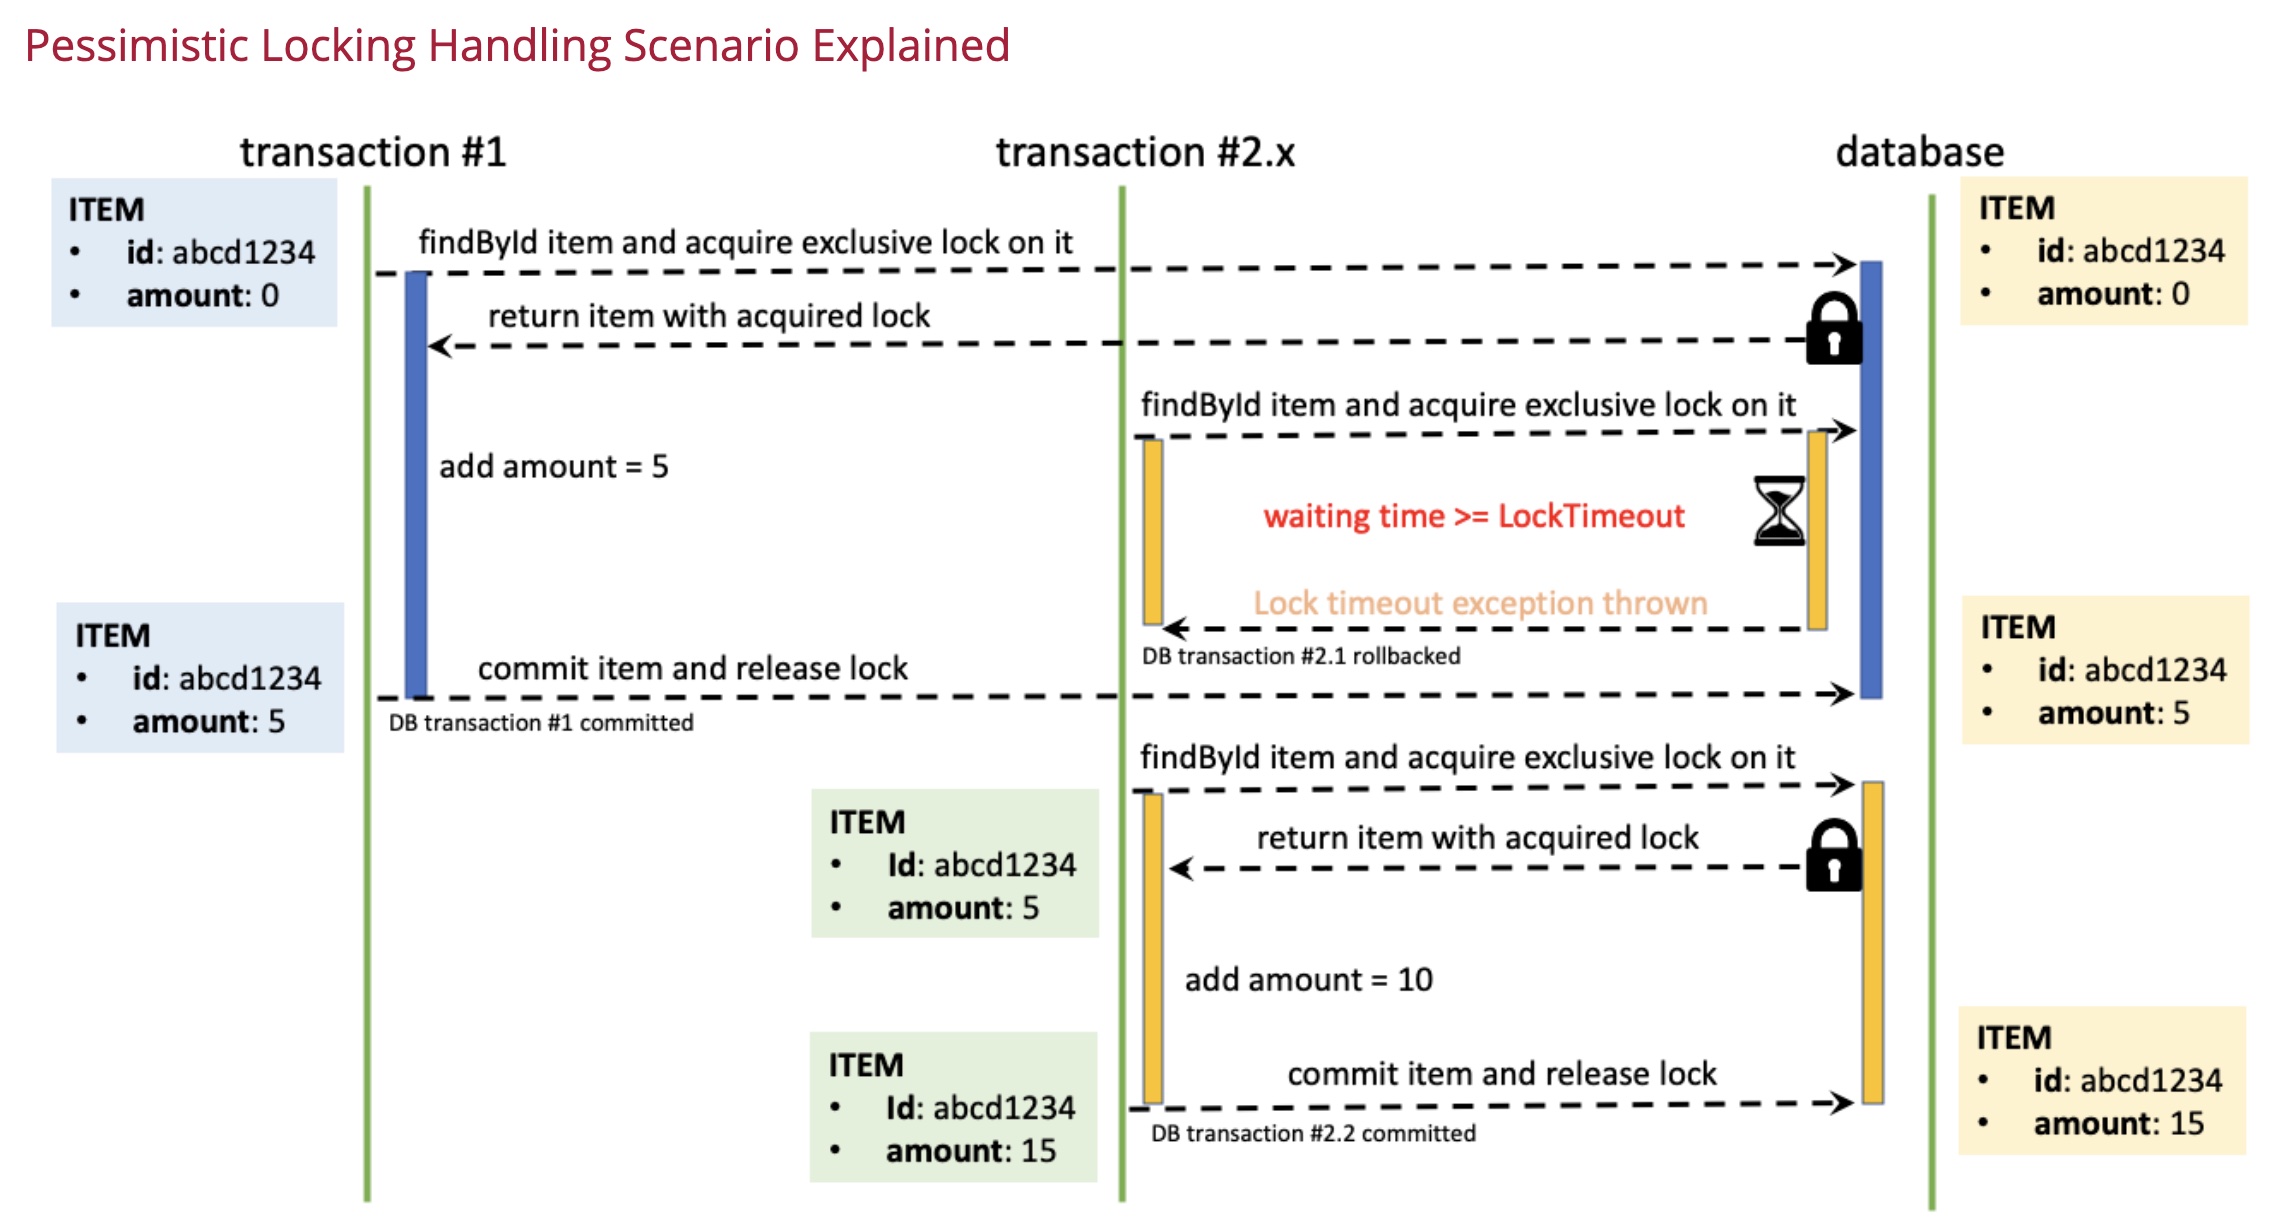 Pessimistic Locking Handling Scenario Explained
transaction #1
transaction #2.x
database
ITEM
• id: abcd1234
• amount: 0
findById item and acquire exclusive lock on it
ITEM
• id: abcd1234
• amount: 0
return item with acquired lock
findById item and acquire exclusive lock on it
add amount = 5
waiting time >= LockTimeout
Lock timeout exception thrown
DB transaction #2.1 rollbacked
ITEM
• id: abcd1234
• amount: 5
commit item and release lock
DB transaction #1 committed
ITEM
• id: abcd1234
• amount: 5
findById item and acquire exclusive lock on it
ITEM
• Id: abcd1234
• amount: 5
return item with acquired lock
add amount = 10
ITEM
• Id: abcd1234
• amount: 15
commit item and release lock
DB transaction #2.2 committed
ITEM
• id: abcd1234
• amount: 15